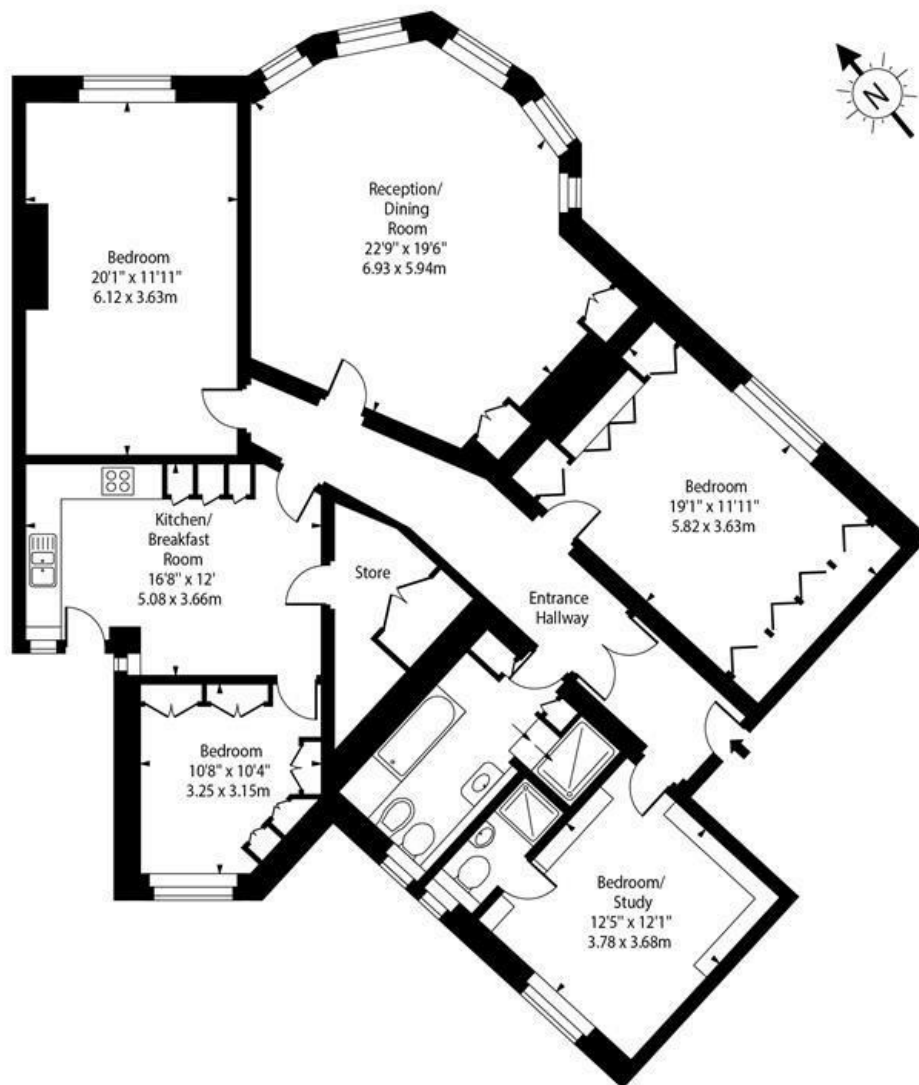 N
Reception/
Dining
Room
22'9" x 19'6"
6.93 x 5.94m
Bedroom
20'1" x 11'11"
6.12 x 3.63m
Bedroom
19'1" x 11'11"
5.82 x 3.63m
Kitchen/
Breakfast
Room
16'8" x 12'
5.08 x 3.66m
Store
Entrance
Hallway
Bedroom
10'8" x 10'4"
3.25 x 3.15m
Bedroom/
Study
12'5" x 12'1"
3.78 x 3.68m